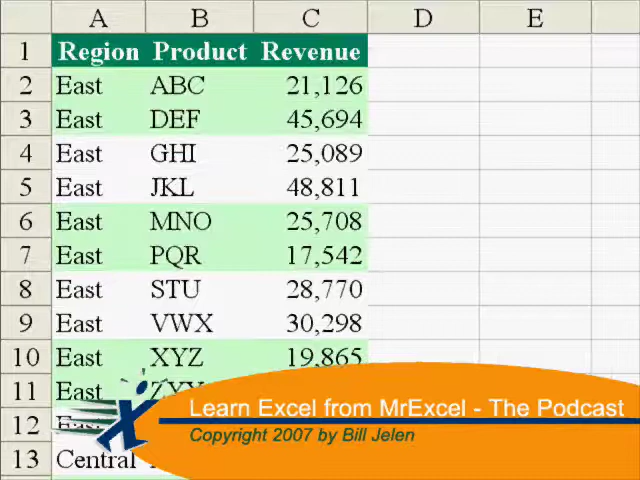 A B C D E
1 Region Product Revenue
2 East ABC 21,126
3 East DEF 45,694
4 East GHI 25,089
5 East JKL 48,811
6 East MNO 25,708
7 East PQR 17,542
8 East STU 28,770
9 East VWX 30,298
10 East XYZ 19,865
11 East
12 East
13 Central
Learn Excel from MrExcel - The Podcast
Copyright 2007 by Bill Jelen